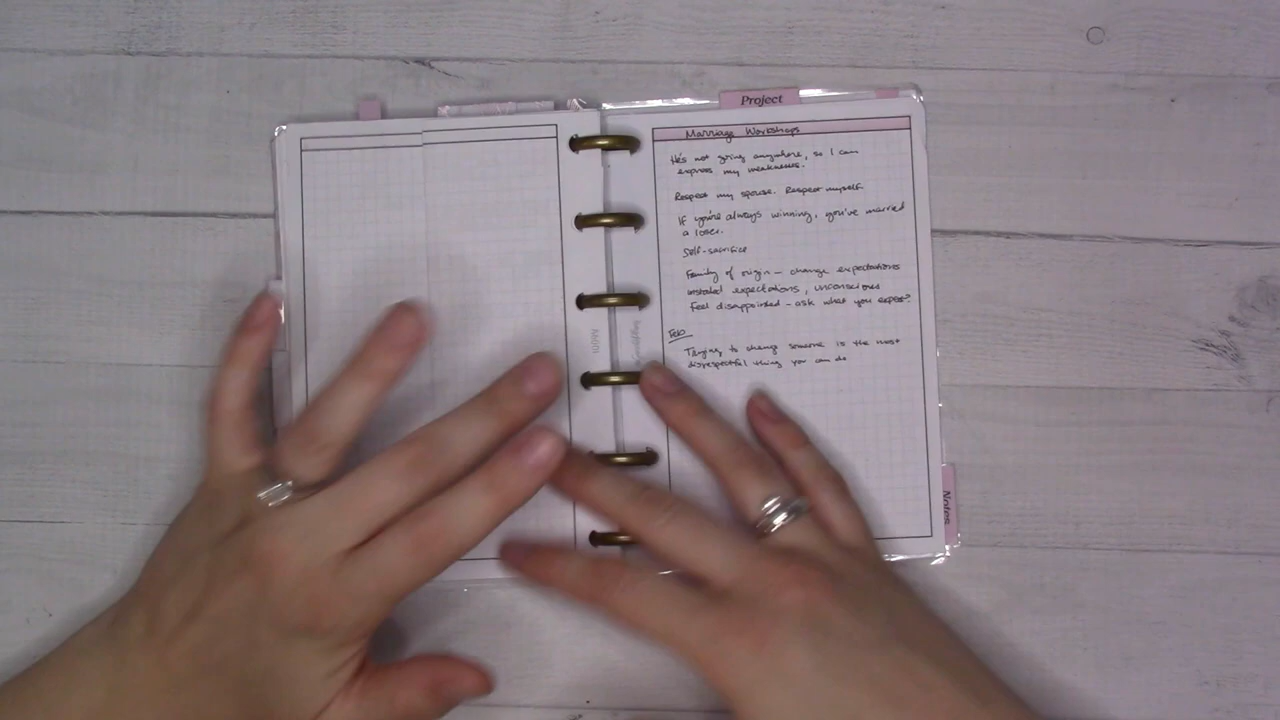 Project
Marriage Workshops
He's not going anywhere, so I can
express my weaknesses.
Respect my spouse. Respect myself.
If you're always winning, you've married
a loser.
Self-sacrifice
Family of origin - change expectations
unstated expectations, unconscious
Feel disappointed - ask what you expect?
Feb
Trying to change someone is the most
disrespectful thing you can do
Notes